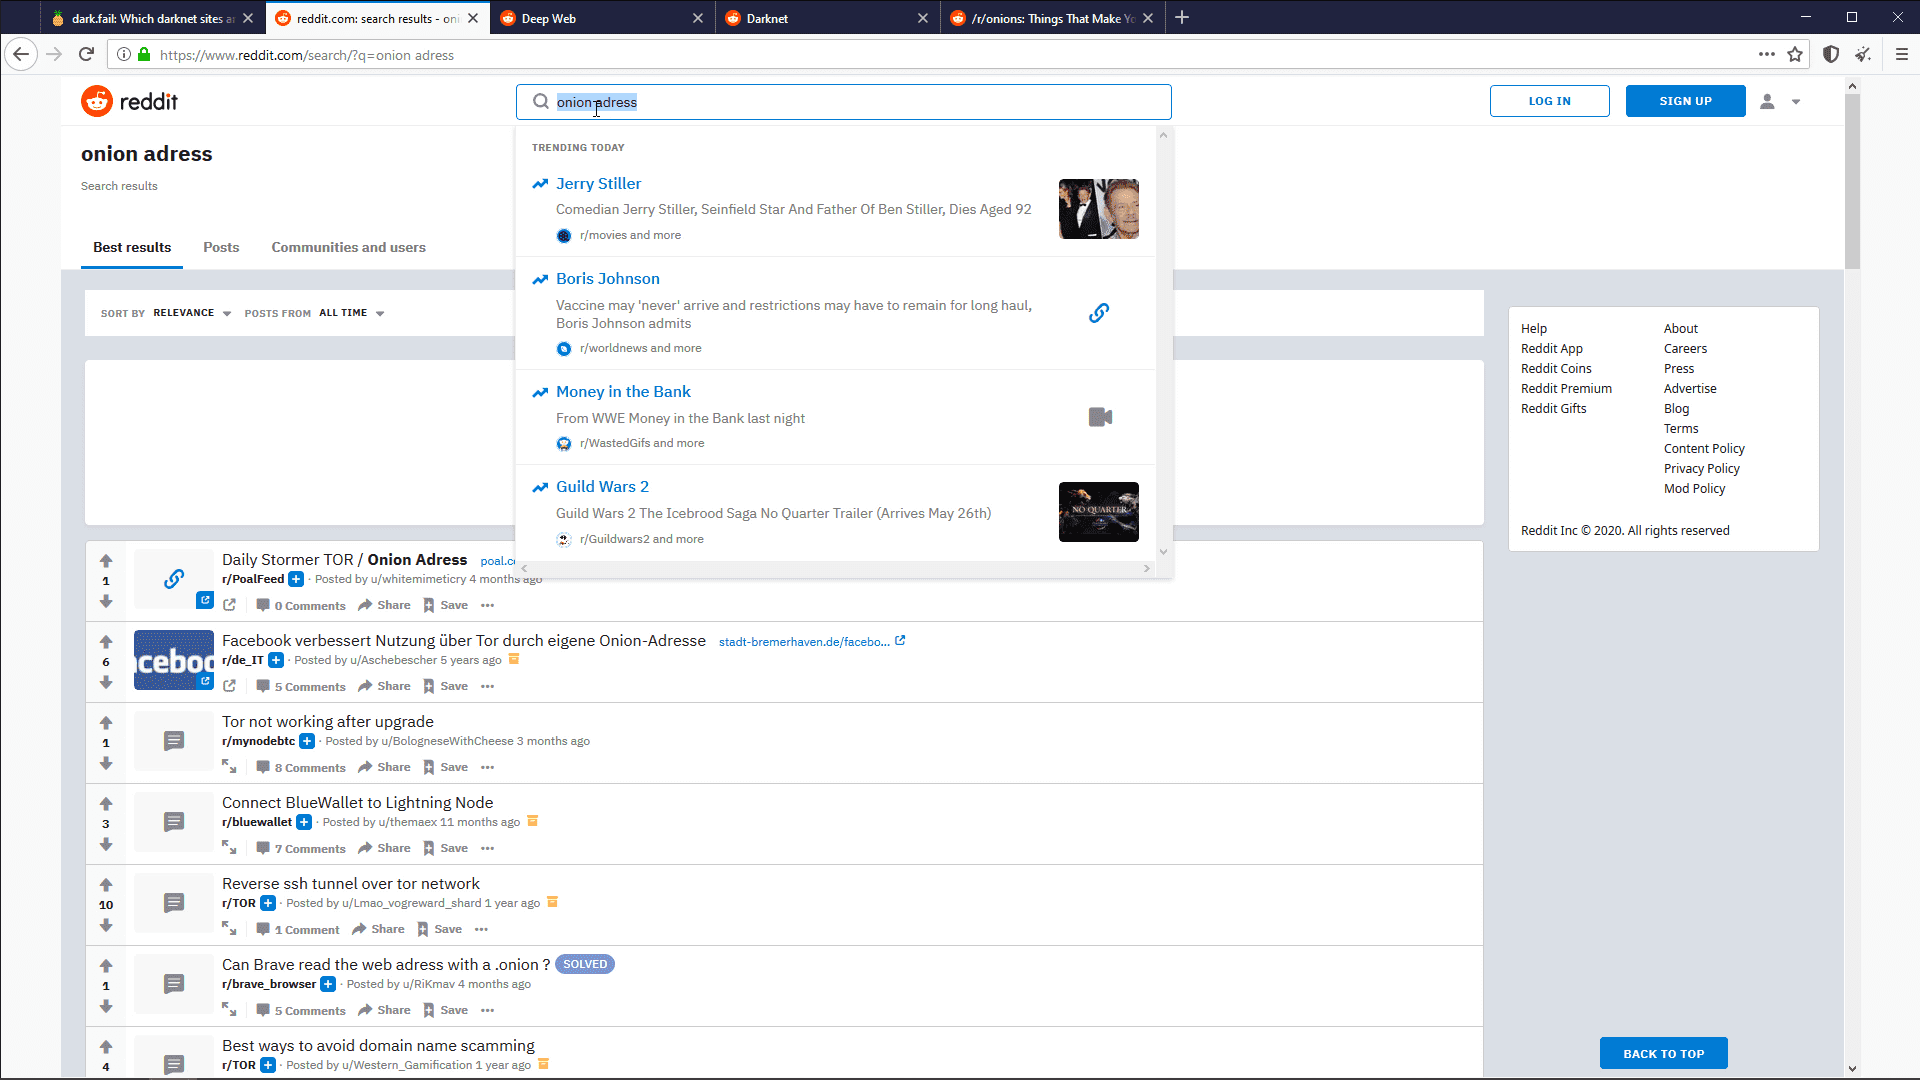 dark.fail: Which darknet sites a
reddit.com: search results - oni
Deep Web
Darknet
/r/onions: Things That Make Yo
https://www.reddit.com/search/?q=onion adress
reddit
onion adress
LOG IN
SIGN UP
onion adress
Search results
Best results
Posts
Communities and users
SORT BY RELEVANCE POSTS FROM ALL TIME
TRENDING TODAY
Jerry Stiller
Comedian Jerry Stiller, Seinfield Star And Father Of Ben Stiller, Dies Aged 92
r/movies and more
Boris Johnson
Vaccine may 'never' arrive and restrictions may have to remain for long haul,
Boris Johnson admits
r/worldnews and more
Money in the Bank
From WWE Money in the Bank last night
r/WastedGifs and more
Guild Wars 2
Guild Wars 2 The Icebrood Saga No Quarter Trailer (Arrives May 26th)
NO QUARTER
r/Guildwars2 and more
Help
Reddit App
Reddit Coins
Reddit Premium
Reddit Gifts
About
Careers
Press
Advertise
Blog
Terms
Content Policy
Privacy Policy
Mod Policy
Reddit Inc © 2020. All rights reserved
Daily Stormer TOR / Onion Adress poal.c
1
r/PoalFeed · Posted by u/whitemimeticry 4 months ago
0 Comments Share Save
Facebook verbessert Nutzung über Tor durch eigene Onion-Adresse stadt-bremerhaven.de/facebo...
6
cebo
r/de_IT · Posted by u/Aschebescher 5 years ago
5 Comments Share Save
Tor not working after upgrade
1
r/mynodebtc · Posted by u/BologneseWithCheese 3 months ago
8 Comments Share Save
Connect BlueWallet to Lightning Node
3
r/bluewallet · Posted by u/themaex 11 months ago
7 Comments Share Save
Reverse ssh tunnel over tor network
10
r/TOR · Posted by u/Lmao_vogreward_shard 1 year ago
1 Comment Share Save
Can Brave read the web adress with a .onion ? SOLVED
1
r/brave_browser · Posted by u/RiKmav 4 months ago
5 Comments Share Save
Best ways to avoid domain name scamming
4
r/TOR · Posted by u/Western_Gamification 1 year ago
BACK TO TOP